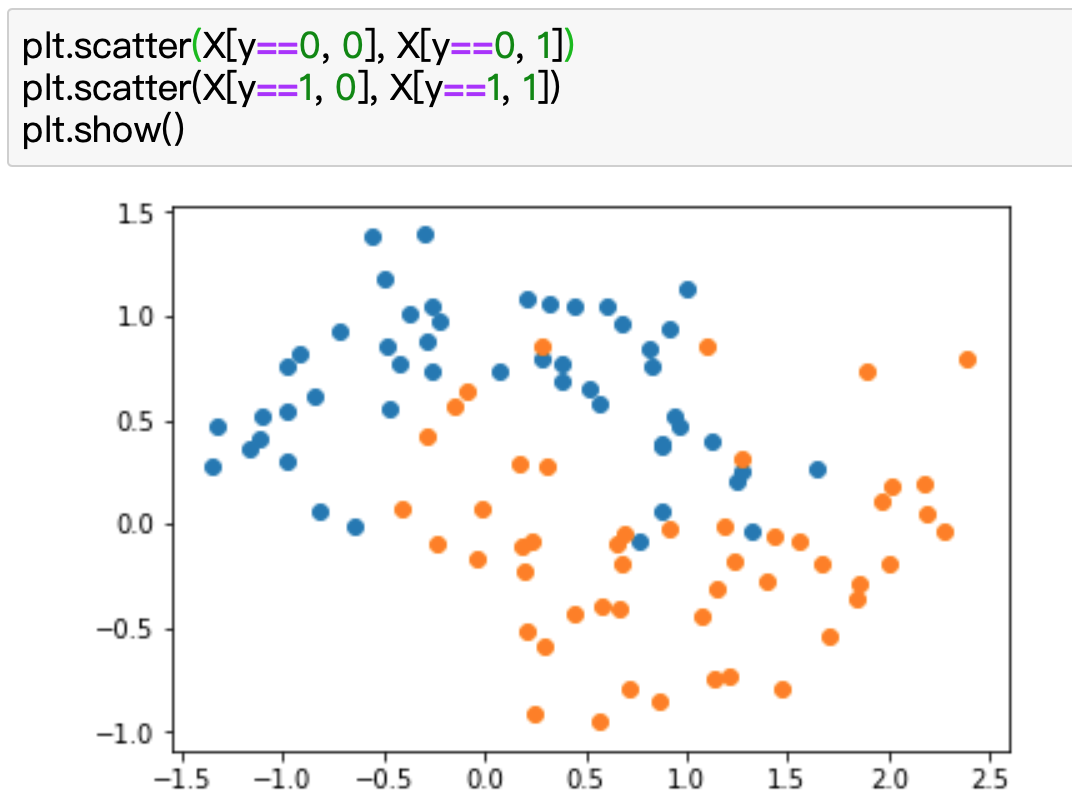 plt.scatter(X[y==0, 0], X[y==0, 1])
plt.scatter(X[y==1, 0], X[y==1, 1])
plt.show()
1.5
1.0
0.5
0.0
−0.5
−1.0
−1.5 −1.0 −0.5 0.0 0.5 1.0 1.5 2.0 2.5